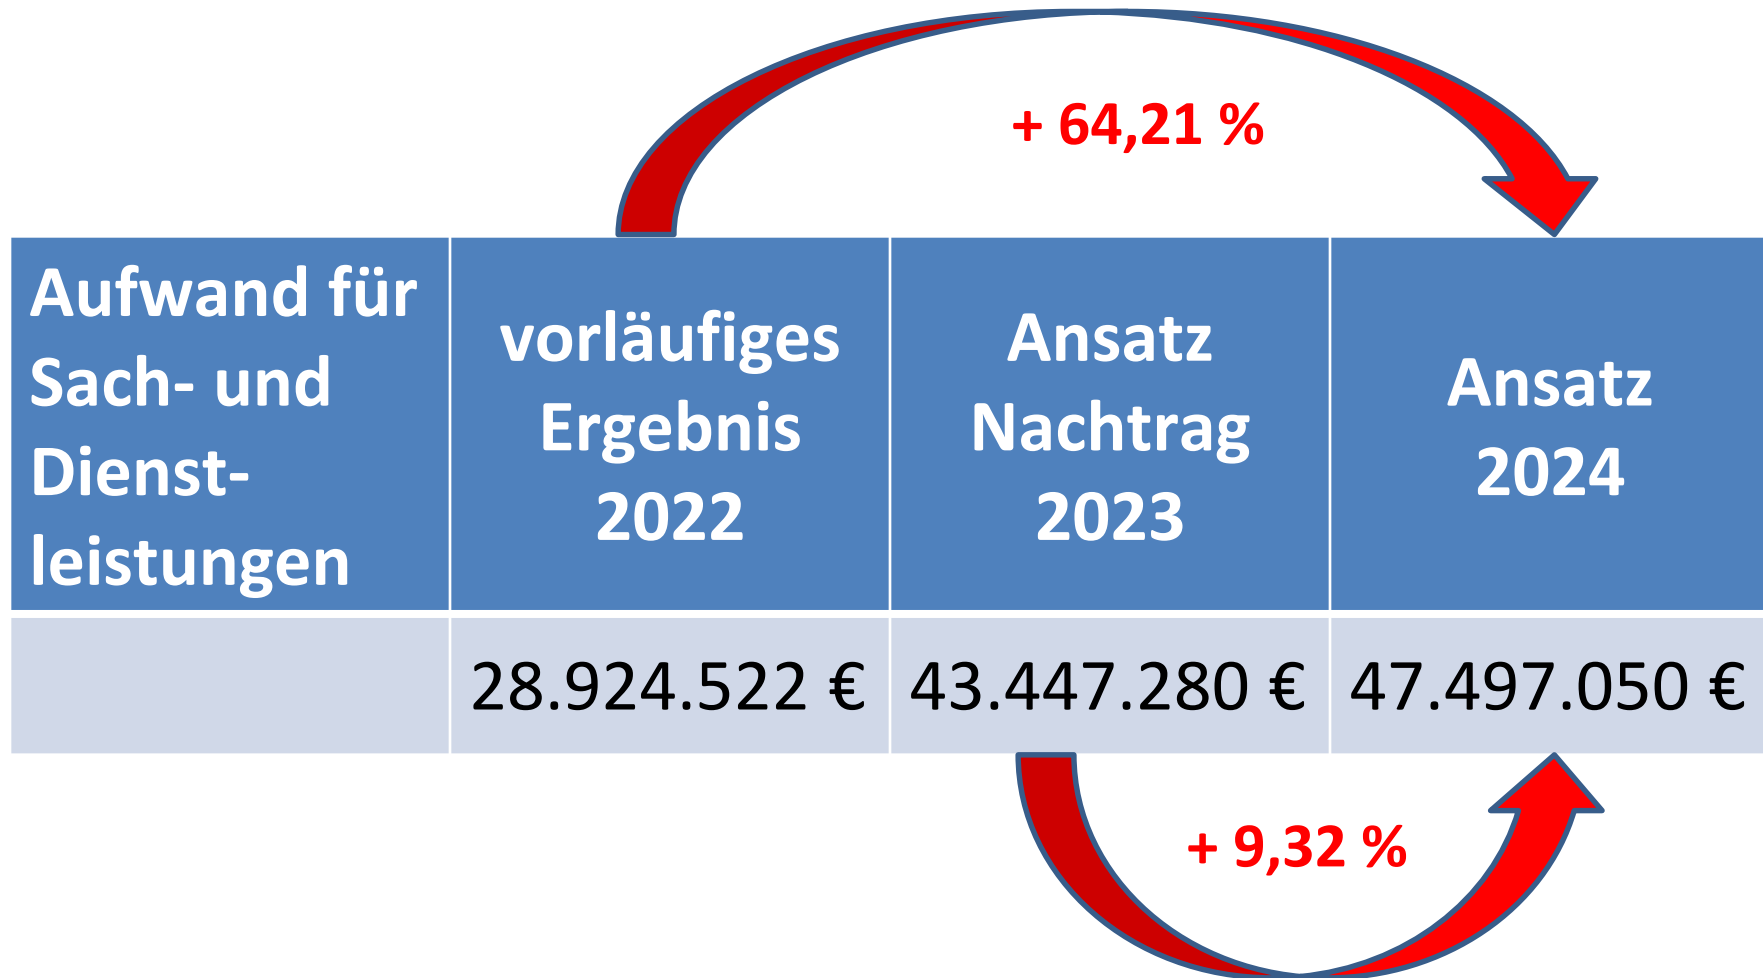 + 64,21 %
Aufwand für
Sach- und
Dienst-
leistungen
vorläufiges
Ergebnis
2022
Ansatz
Nachtrag
2023
Ansatz
2024
28.924.522 €
43.447.280 €
47.497.050 €
+ 9,32 %